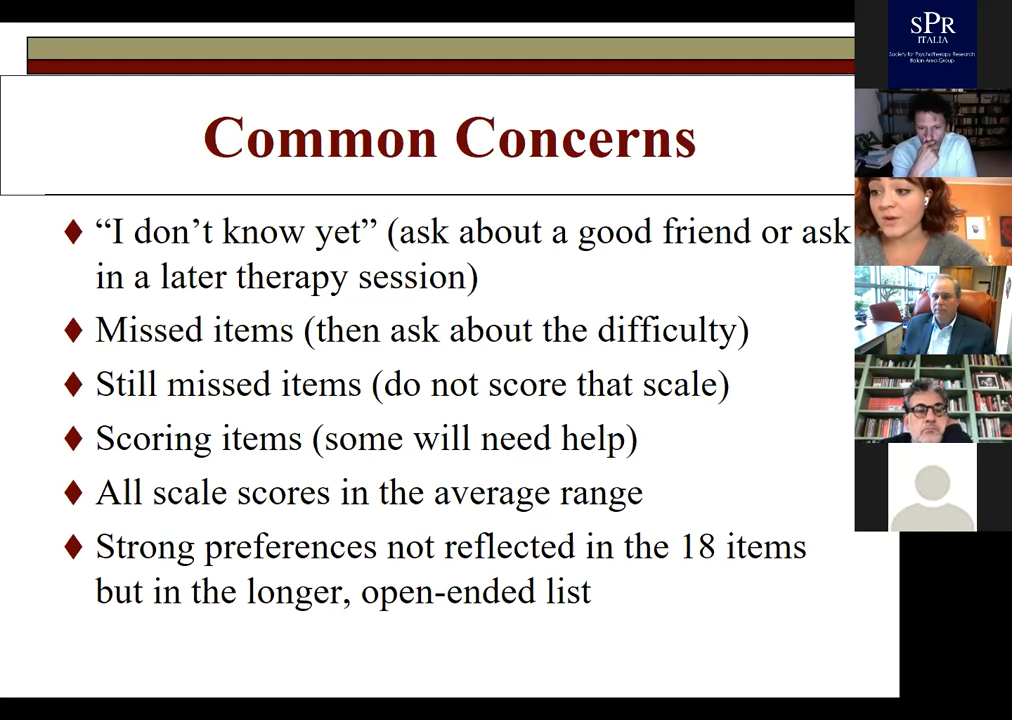 Common Concerns
“I don’t know yet” (ask about a good friend or ask
in a later therapy session)
Missed items (then ask about the difficulty)
Still missed items (do not score that scale)
Scoring items (some will need help)
All scale scores in the average range
Strong preferences not reflected in the 18 items
but in the longer, open-ended list
SPR
ITALIA
Society for Psychotherapy Research
Italian Area Group